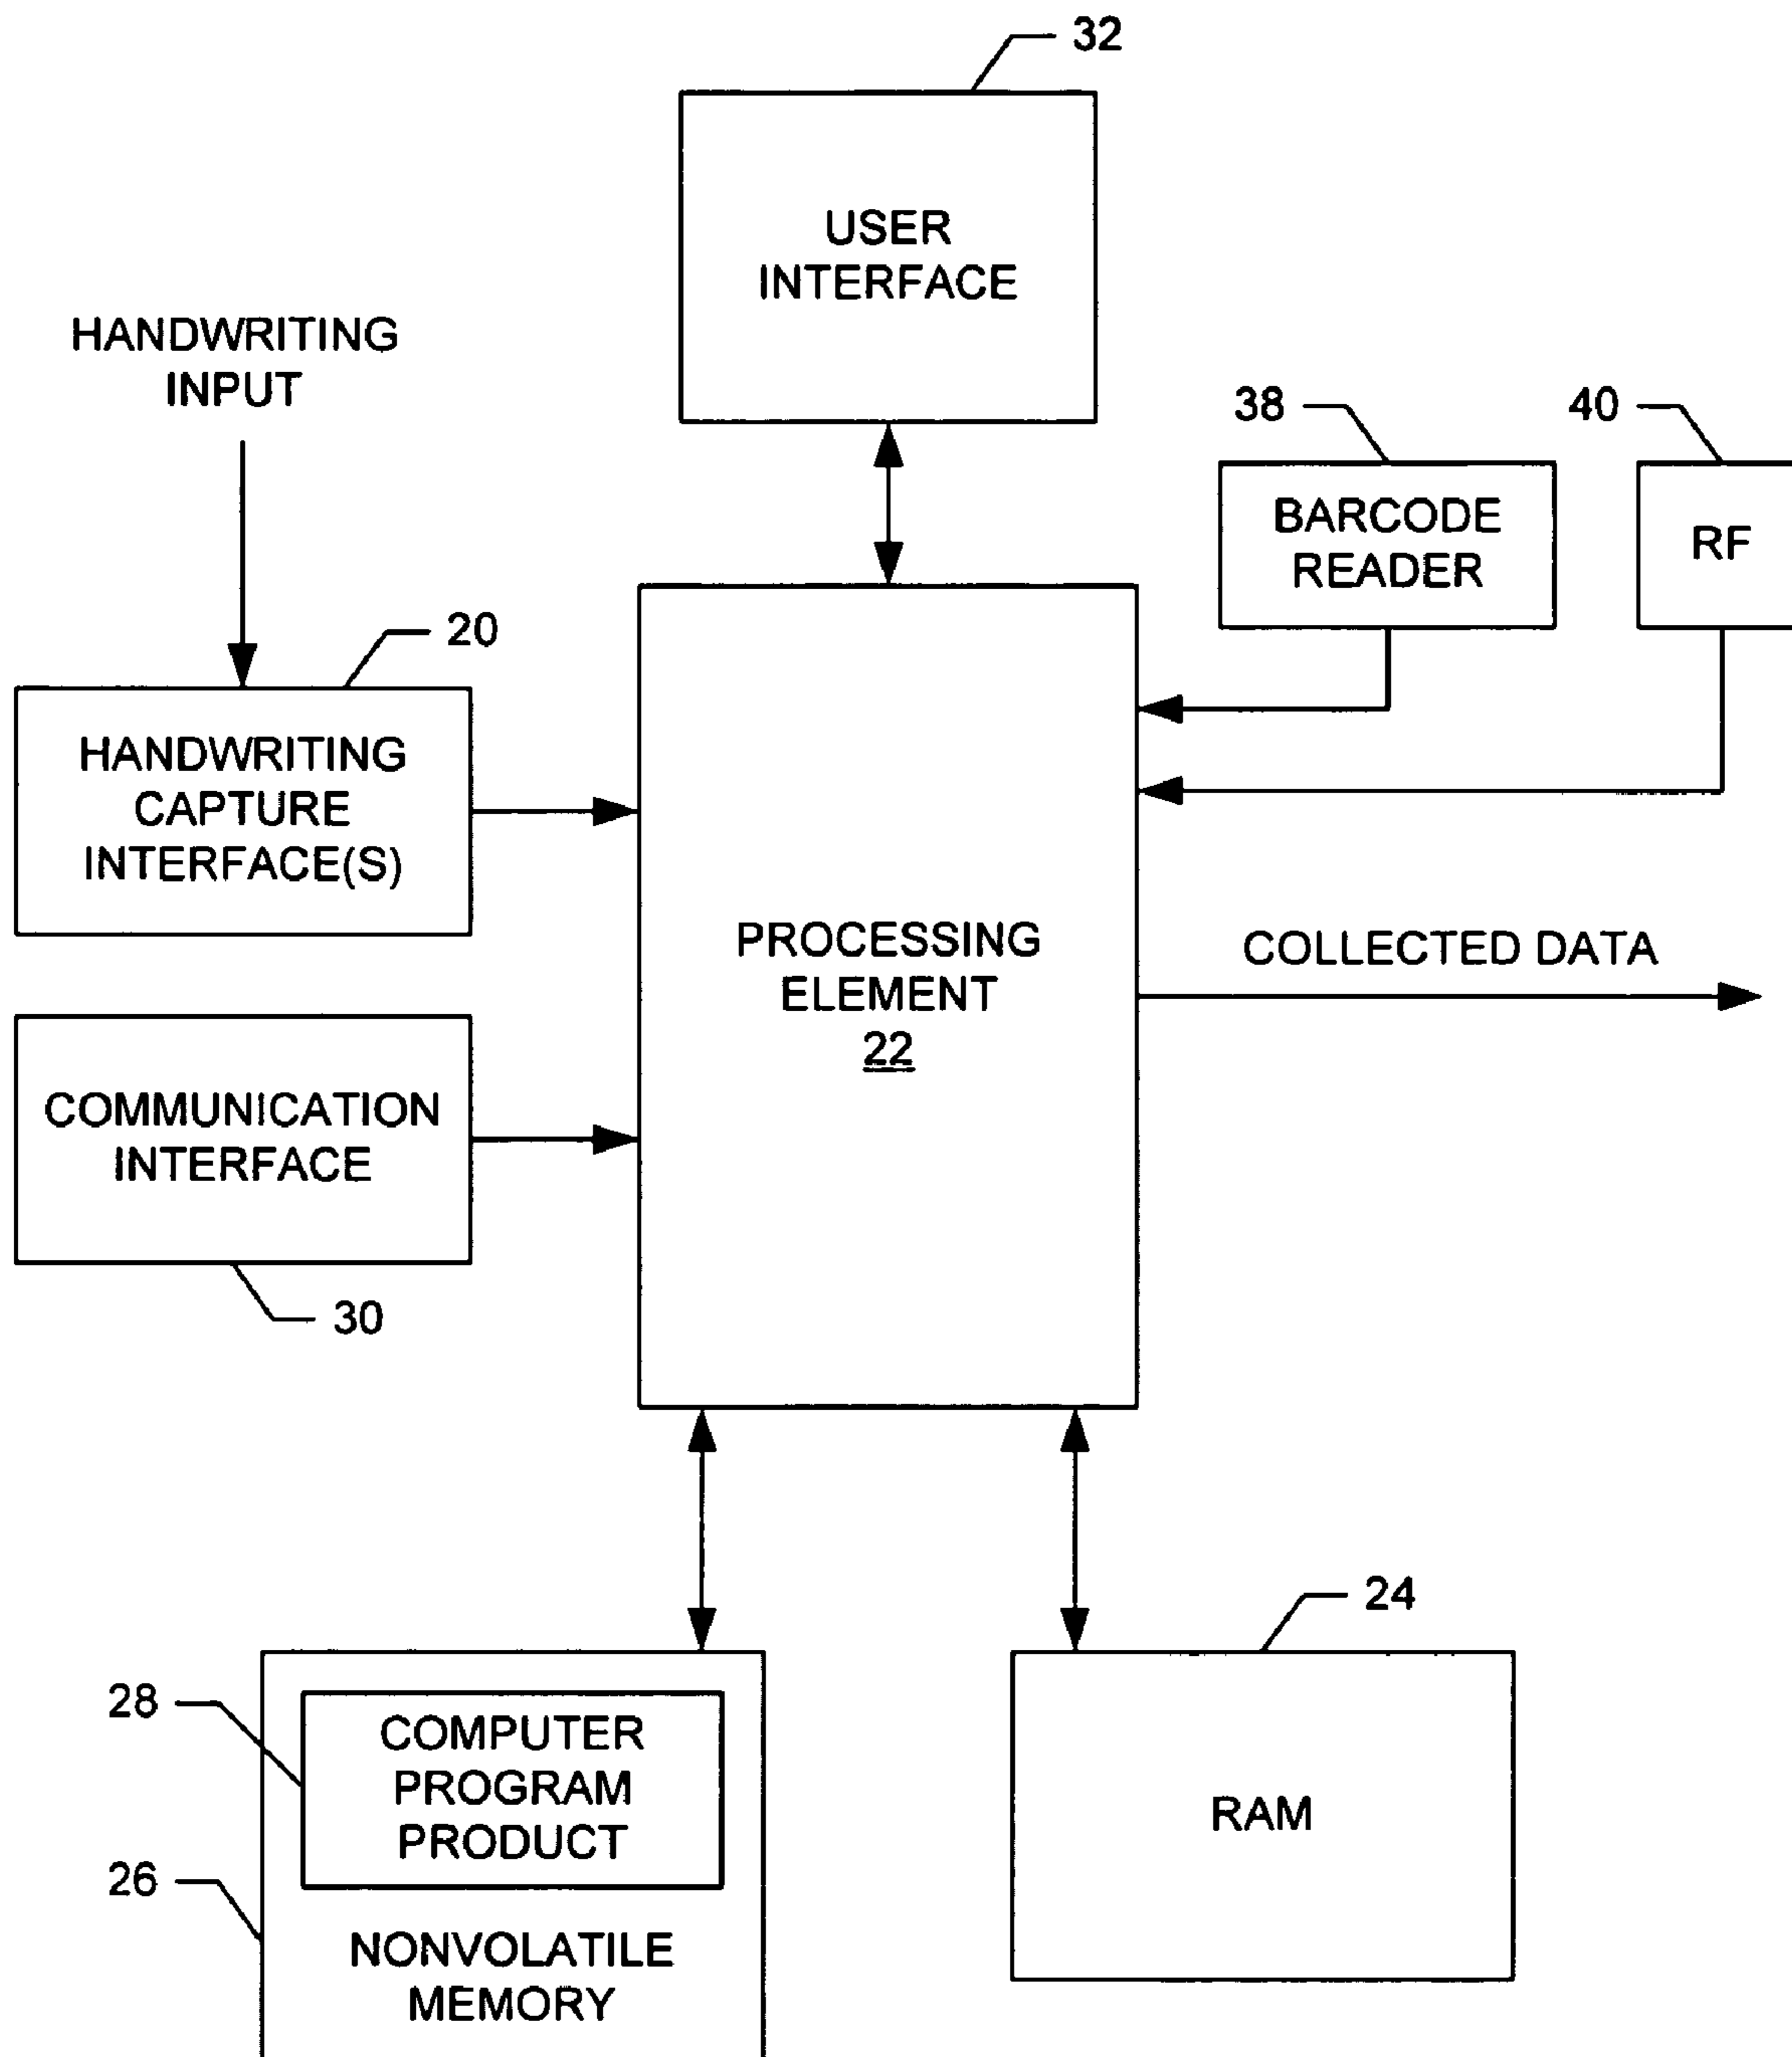 32
USER
INTERFACE
HANDWRITING
INPUT
38
40
BARCODE
READER
RF
20
HANDWRITING
CAPTURE
INTERFACE(S)
PROCESSING
ELEMENT
22
COLLECTED DATA
COMMUNICATION
INTERFACE
30
24
28
COMPUTER
PROGRAM
PRODUCT
RAM
26
NONVOLATILE
MEMORY